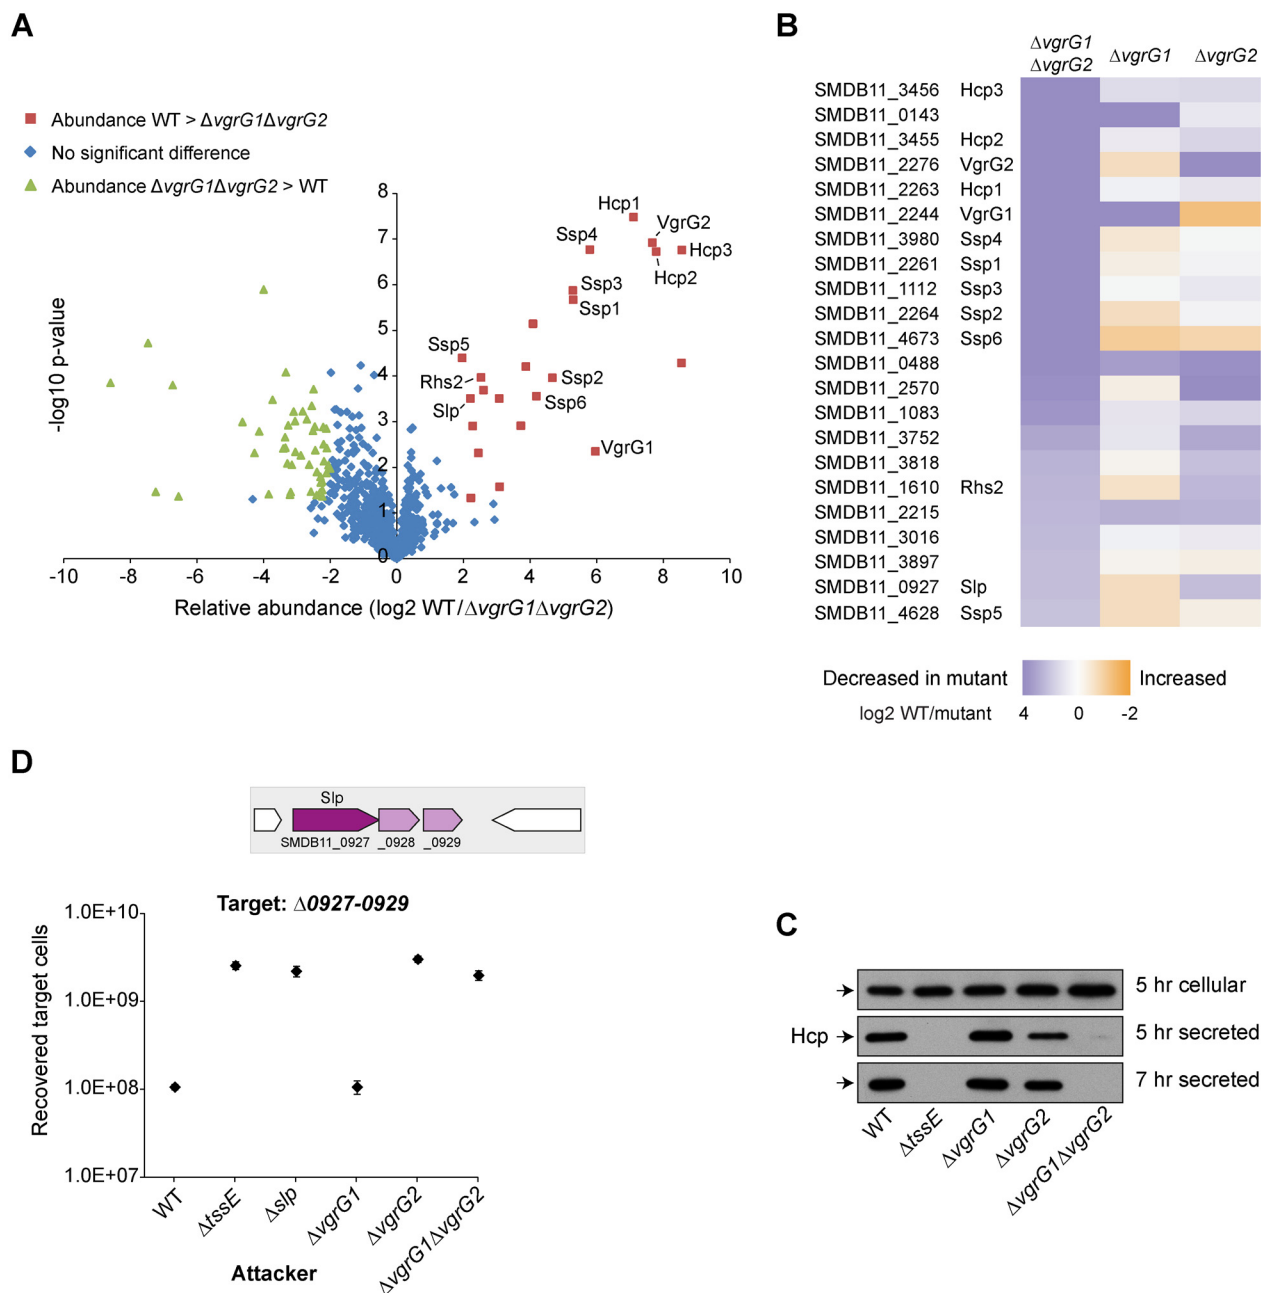 A
Abundance WT > ΔvgrG1ΔvgrG2
No significant difference
Abundance ΔvgrG1ΔvgrG2 > WT
8
7
6
5
4
3
2
1
0
-log10 p-value
Hcp1
VgrG2
Ssp4
Hcp3
Hcp2
Ssp3
Ssp1
Ssp5
Rhs2
Ssp2
Slp
Ssp6
VgrG1
-10 -8 -6 -4 -2 0 2 4 6 8 10
Relative abundance (log2 WT/ΔvgrG1ΔvgrG2)
B
ΔvgrG1
ΔvgrG2
ΔvgrG1
ΔvgrG2
SMDB11_3456 Hcp3
SMDB11_0143
SMDB11_3455 Hcp2
SMDB11_2276 VgrG2
SMDB11_2263 Hcp1
SMDB11_2244 VgrG1
SMDB11_3980 Ssp4
SMDB11_2261 Ssp1
SMDB11_1112 Ssp3
SMDB11_2264 Ssp2
SMDB11_4673 Ssp6
SMDB11_0488
SMDB11_2570
SMDB11_1083
SMDB11_3752
SMDB11_3818
SMDB11_1610 Rhs2
SMDB11_2215
SMDB11_3016
SMDB11_3897
SMDB11_0927 Slp
SMDB11_4628 Ssp5
Decreased in mutant Increased
log2 WT/mutant 4 0 -2
D
Slp
SMDB11_0927 _0928 _0929
Target: Δ0927-0929
1.0E+10
1.0E+09
1.0E+08
1.0E+07
Recovered target cells
WT
ΔtssE
Δslp
ΔvgrG1
ΔvgrG2
ΔvgrG1ΔvgrG2
Attacker
C
5 hr cellular
Hcp 5 hr secreted
7 hr secreted
WT
ΔtssE
ΔvgrG1
ΔvgrG2
ΔvgrG1ΔvgrG2